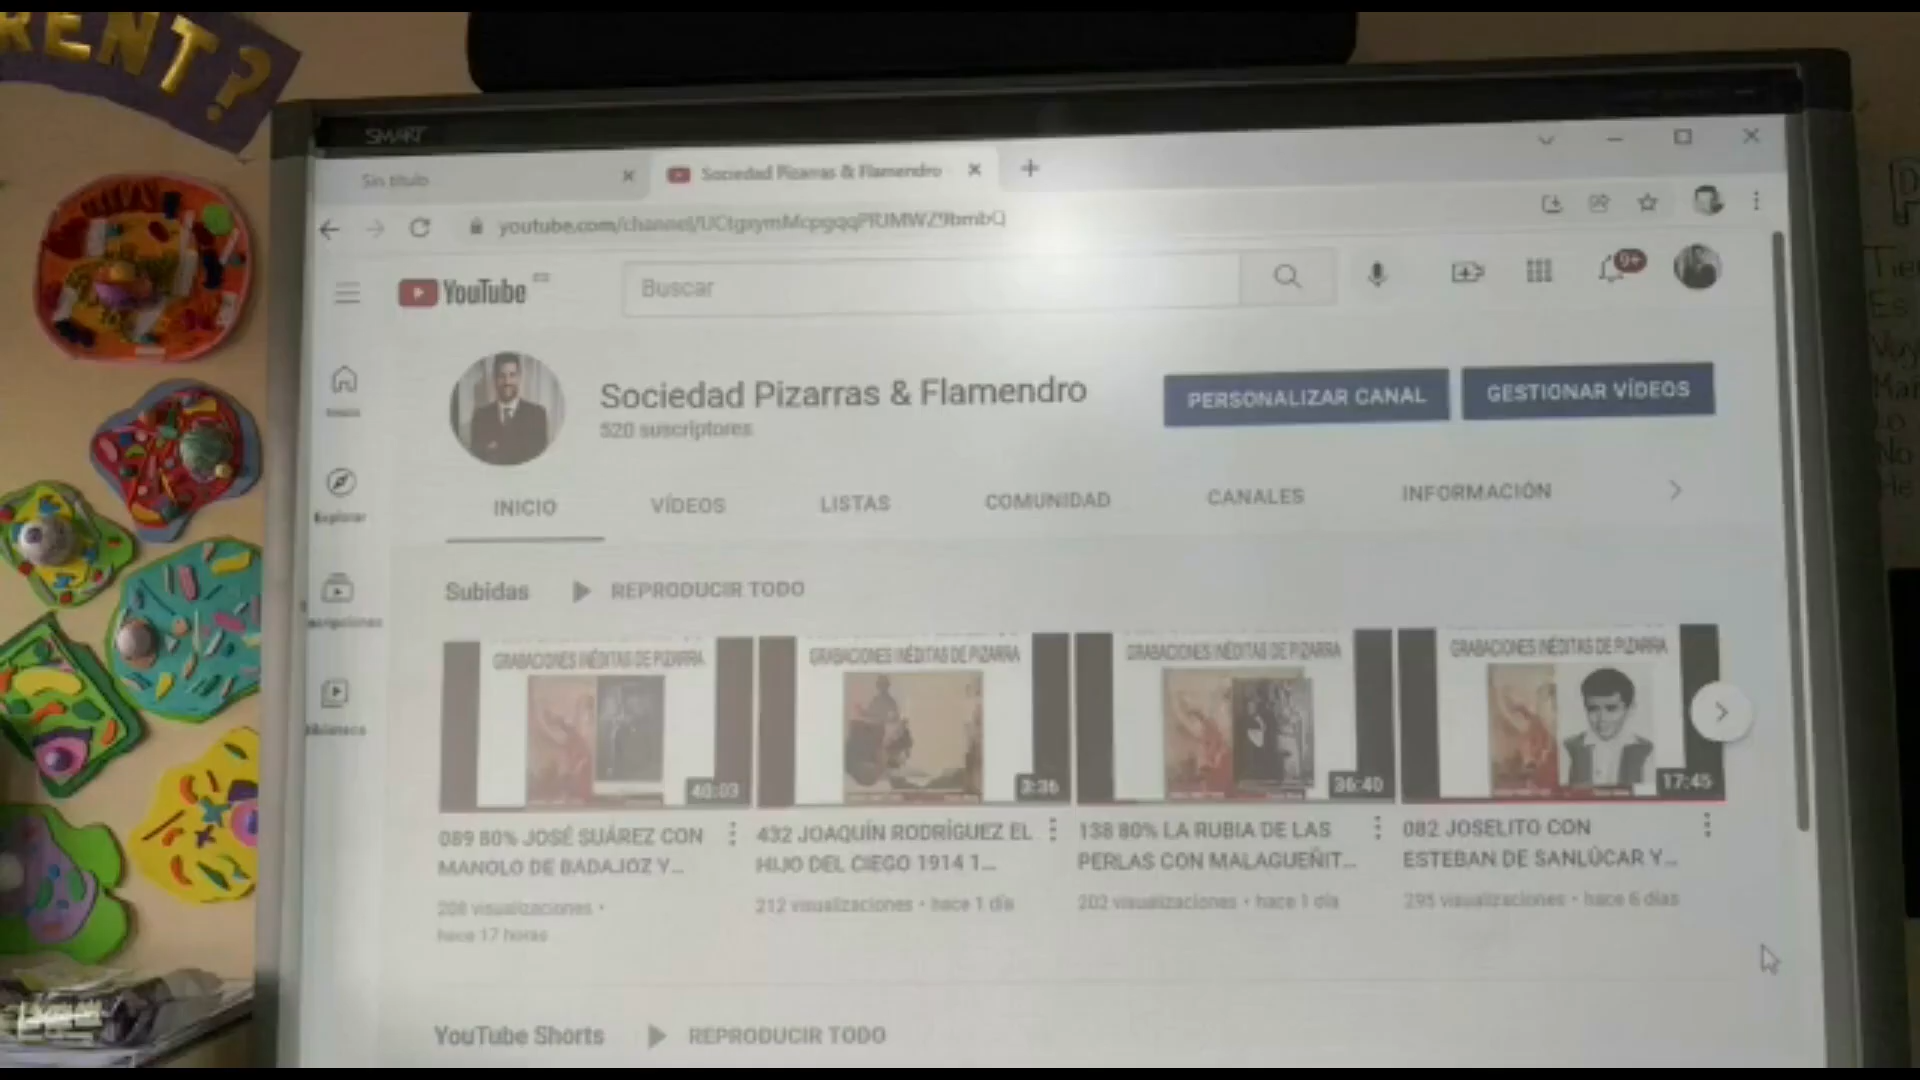 RENT?
SMART
Sin título
Sociedad Pizarras & Flamendro
youtube.com/channel/
YouTube ES
Buscar
9+
Sociedad Pizarras & Flamendro
520 suscriptores
PERSONALIZAR CANAL
GESTIONAR VÍDEOS
Inicio
Explorar
INICIO
VÍDEOS
LISTAS
COMUNIDAD
CANALES
INFORMACIÓN
Subidas
REPRODUCIR TODO
GRABACIONES INÉDITAS DE PIZARRA
40:03
089 80% JOSÉ SUÁREZ CON
MANOLO DE BADAJOZ Y...
208 visualizaciones •
hace 17 horas
GRABACIONES INÉDITAS DE PIZARRA
3:36
432 JOAQUÍN RODRÍGUEZ EL
HIJO DEL CIEGO 1914 1...
212 visualizaciones • hace 1 día
GRABACIONES INÉDITAS DE PIZARRA
36:40
138 80% LA RUBIA DE LAS
PERLAS CON MALAGUEÑIT...
202 visualizaciones • hace 1 día
GRABACIONES INÉDITAS DE PIZARRA
17:45
082 JOSELITO CON
ESTEBAN DE SANLÚCAR Y...
295 visualizaciones • hace 6 días
YouTube Shorts
REPRODUCIR TODO